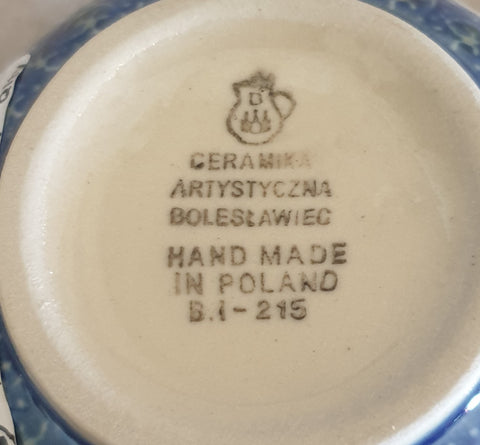 CERAMIKA
ARTYSTYCZNA
BOLESŁAWIEC
HAND MADE
IN POLAND
B.I-215